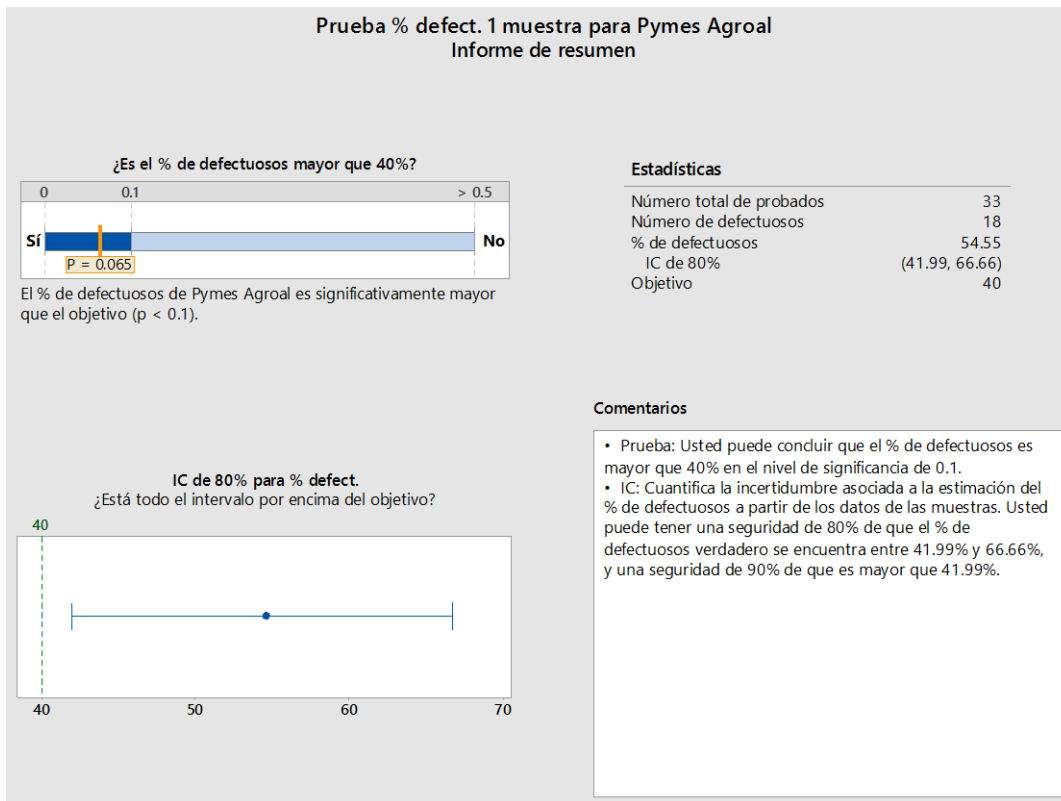 Prueba % defect. 1 muestra para Pymes Agroal
Informe de resumen
¿Es el % de defectuosos mayor que 40%?
0 0.1 > 0.5
Sí No
P = 0.065
El % de defectuosos de Pymes Agroal es significativamente mayor
que el objetivo (p < 0.1).
Estadísticas
Número total de probados 33
Número de defectuosos 18
% de defectuosos 54.55
IC de 80% (41.99, 66.66)
Objetivo 40
IC de 80% para % defect.
¿Está todo el intervalo por encima del objetivo?
40
40 50 60 70
Comentarios
• Prueba: Usted puede concluir que el % de defectuosos es
mayor que 40% en el nivel de significancia de 0.1.
• IC: Cuantifica la incertidumbre asociada a la estimación del
% de defectuosos a partir de los datos de las muestras. Usted
puede tener una seguridad de 80% de que el % de
defectuosos verdadero se encuentra entre 41.99% y 66.66%,
y una seguridad de 90% de que es mayor que 41.99%.